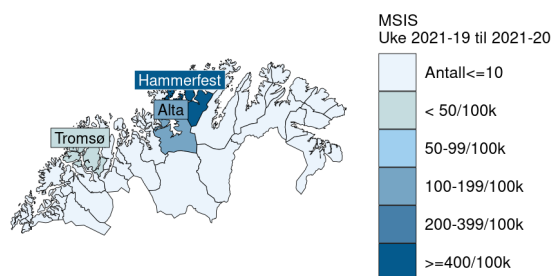 MSIS
Uke 2021-19 til 2021-20
Hammerfest
Alta
Tromsø
Antall<=10
< 50/100k
50-99/100k
100-199/100k
200-399/100k
>=400/100k